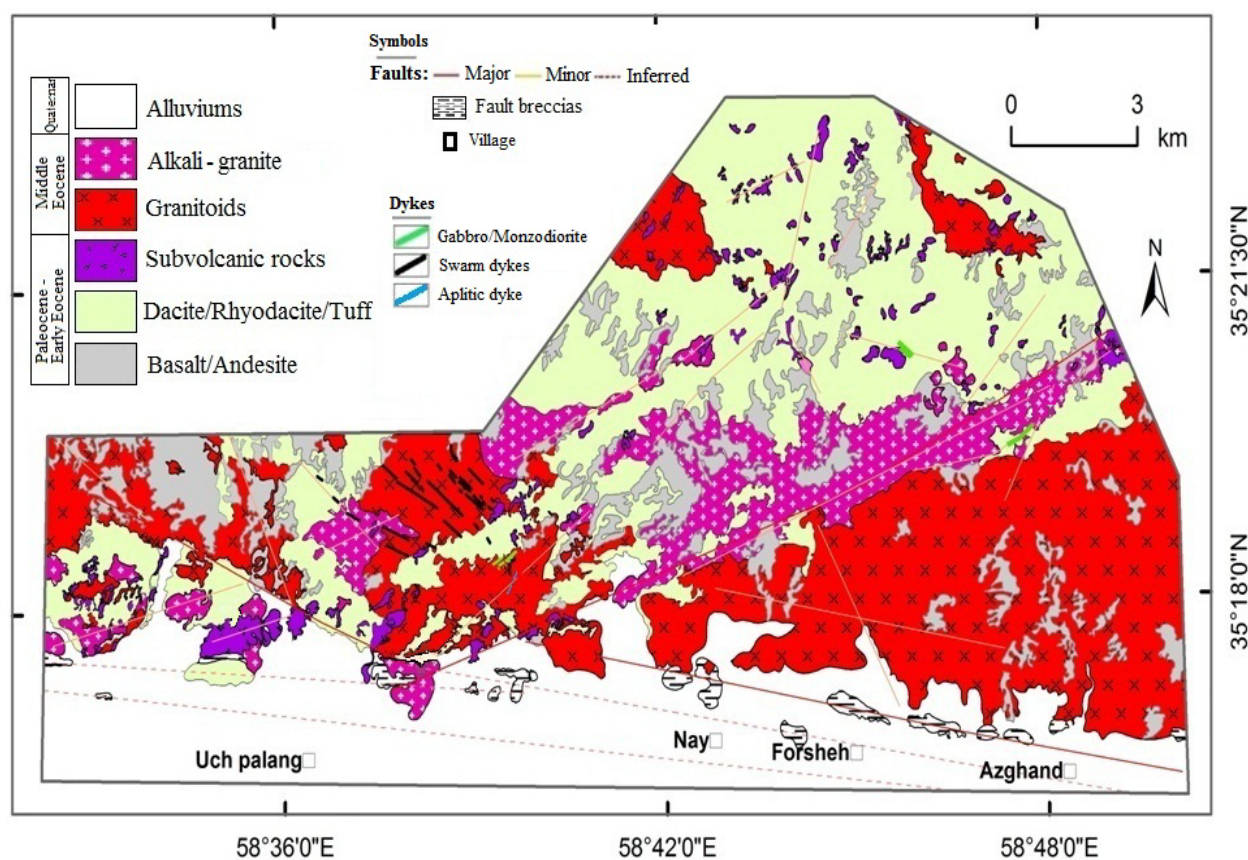 Symbols
Faults: Major Minor Inferred
Fault breccias
Village
Quaternar
Alluviums
Middle
Eocene
Alkali - granite
Granitoids
Paleocene -
Early Eocene
Subvolcanic rocks
Dacite/Rhyodacite/Tuff
Basalt/Andesite
Dykes
Gabbro/Monzodiorite
Swarm dykes
Aplitic dyke
0 3
km
N
35°21'30"N
35°18'0"N
Uch palang
Nay
Forsheh
Azghand
58°36'0"E
58°42'0"E
58°48'0"E